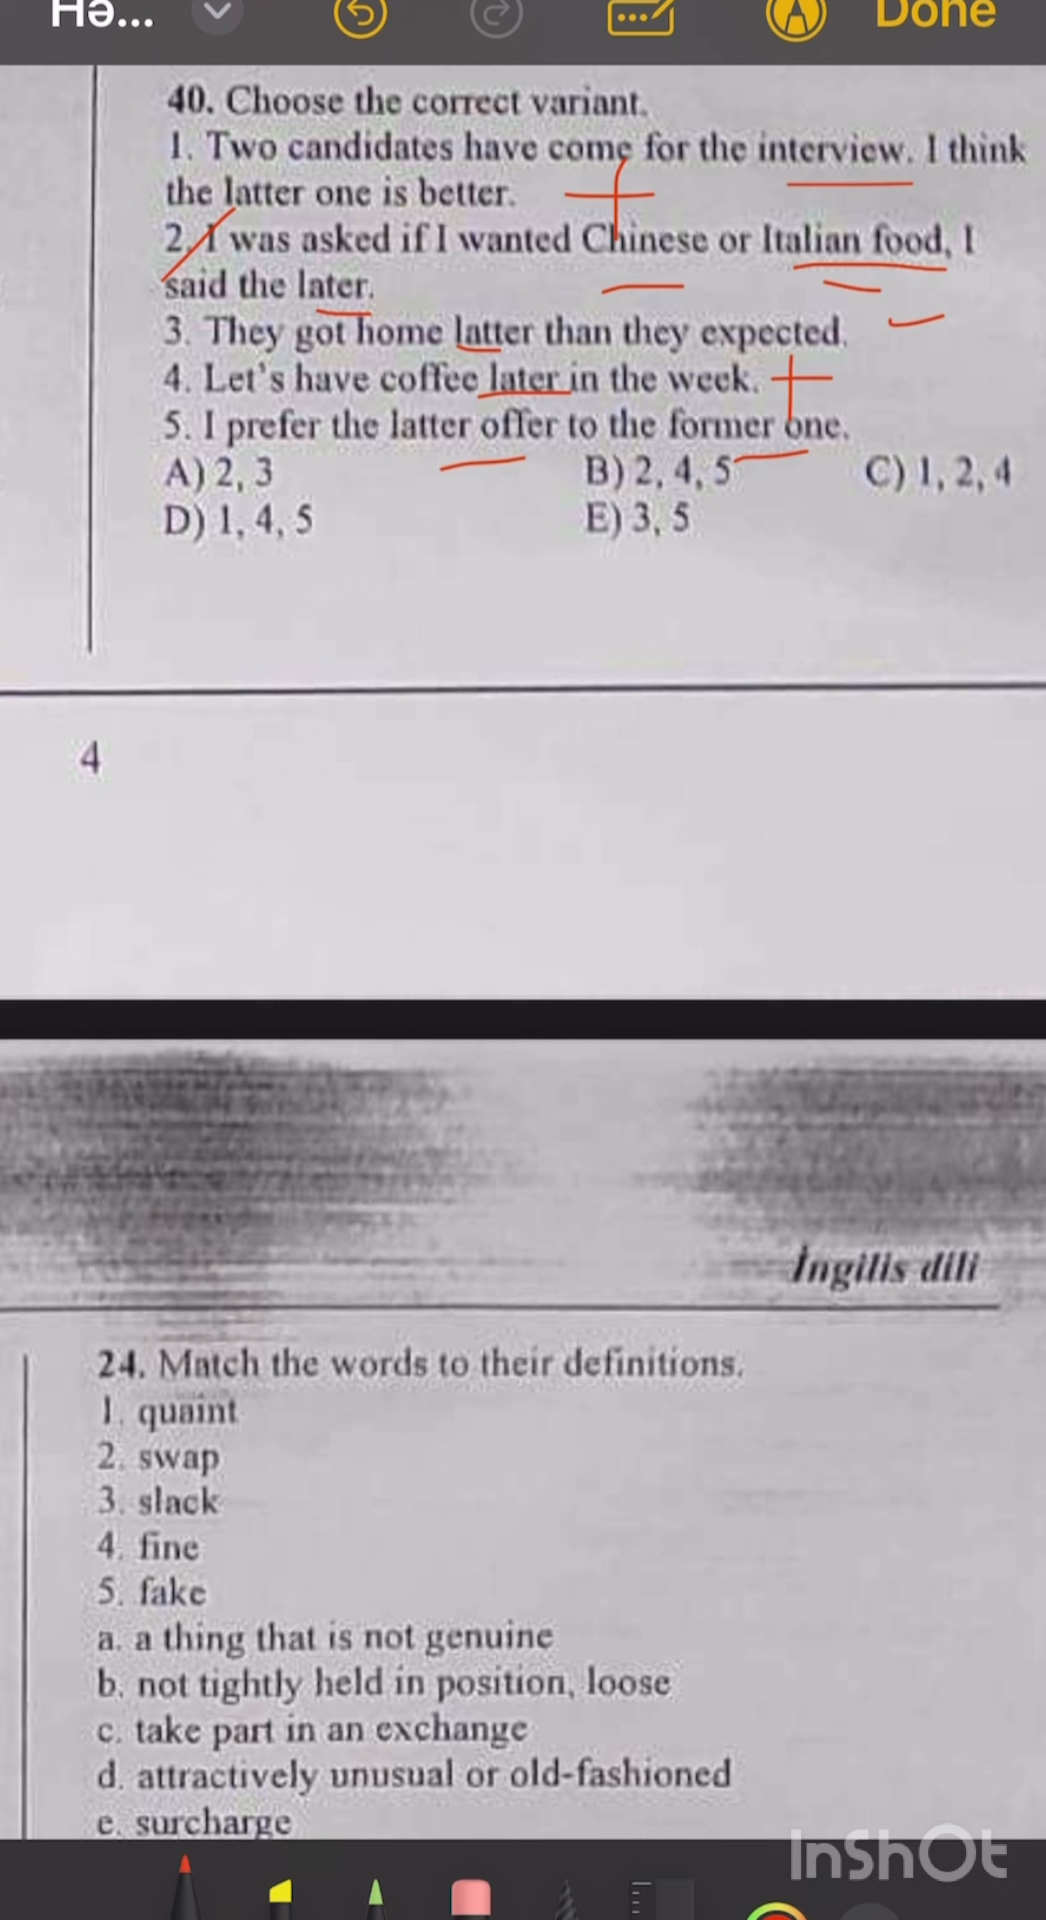 Hə...
Done
40. Choose the correct variant.
1. Two candidates have come for the interview. I think
the latter one is better.
2. I was asked if I wanted Chinese or Italian food, I
said the later.
3. They got home latter than they expected.
4. Let's have coffee later in the week.
5. I prefer the latter offer to the former one.
A) 2, 3 B) 2, 4, 5 C) 1, 2, 4
D) 1, 4, 5 E) 3, 5
4
İngilis dili
24. Match the words to their definitions.
1. quaint
2. swap
3. slack
4. fine
5. fake
a. a thing that is not genuine
b. not tightly held in position, loose
c. take part in an exchange
d. attractively unusual or old-fashioned
e. surcharge
InShOt